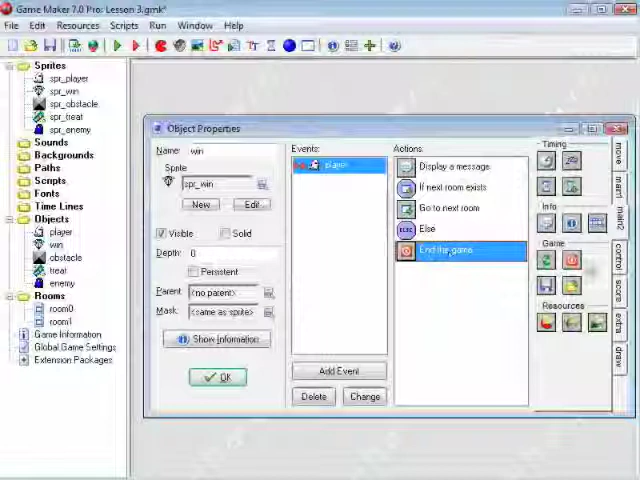 Game Maker 7.0 Pro: Lesson 3.gmk*
File Edit Resources Scripts Run Window Help
Sprites
spr_player
spr_win
spr_obstacle
spr_treat
spr_enemy
Sounds
Backgrounds
Paths
Scripts
Fonts
Time Lines
Objects
player
win
obstacle
treat
enemy
Rooms
room0
room1
Game Information
Global Game Settings
Extension Packages
Object Properties
Name: win
Sprite
spr_win
New Edit
Visible Solid
Depth: 0
Persistent
Parent: <no parent>
Mask: <same as sprite>
Show Information
OK
Events:
player
Add Event
Delete Change
Actions:
Display a message
If next room exists
Go to next room
ELSE Else
End the game
Timing
Info
Game
Resources
move
main1
main2
control
score
extra
draw